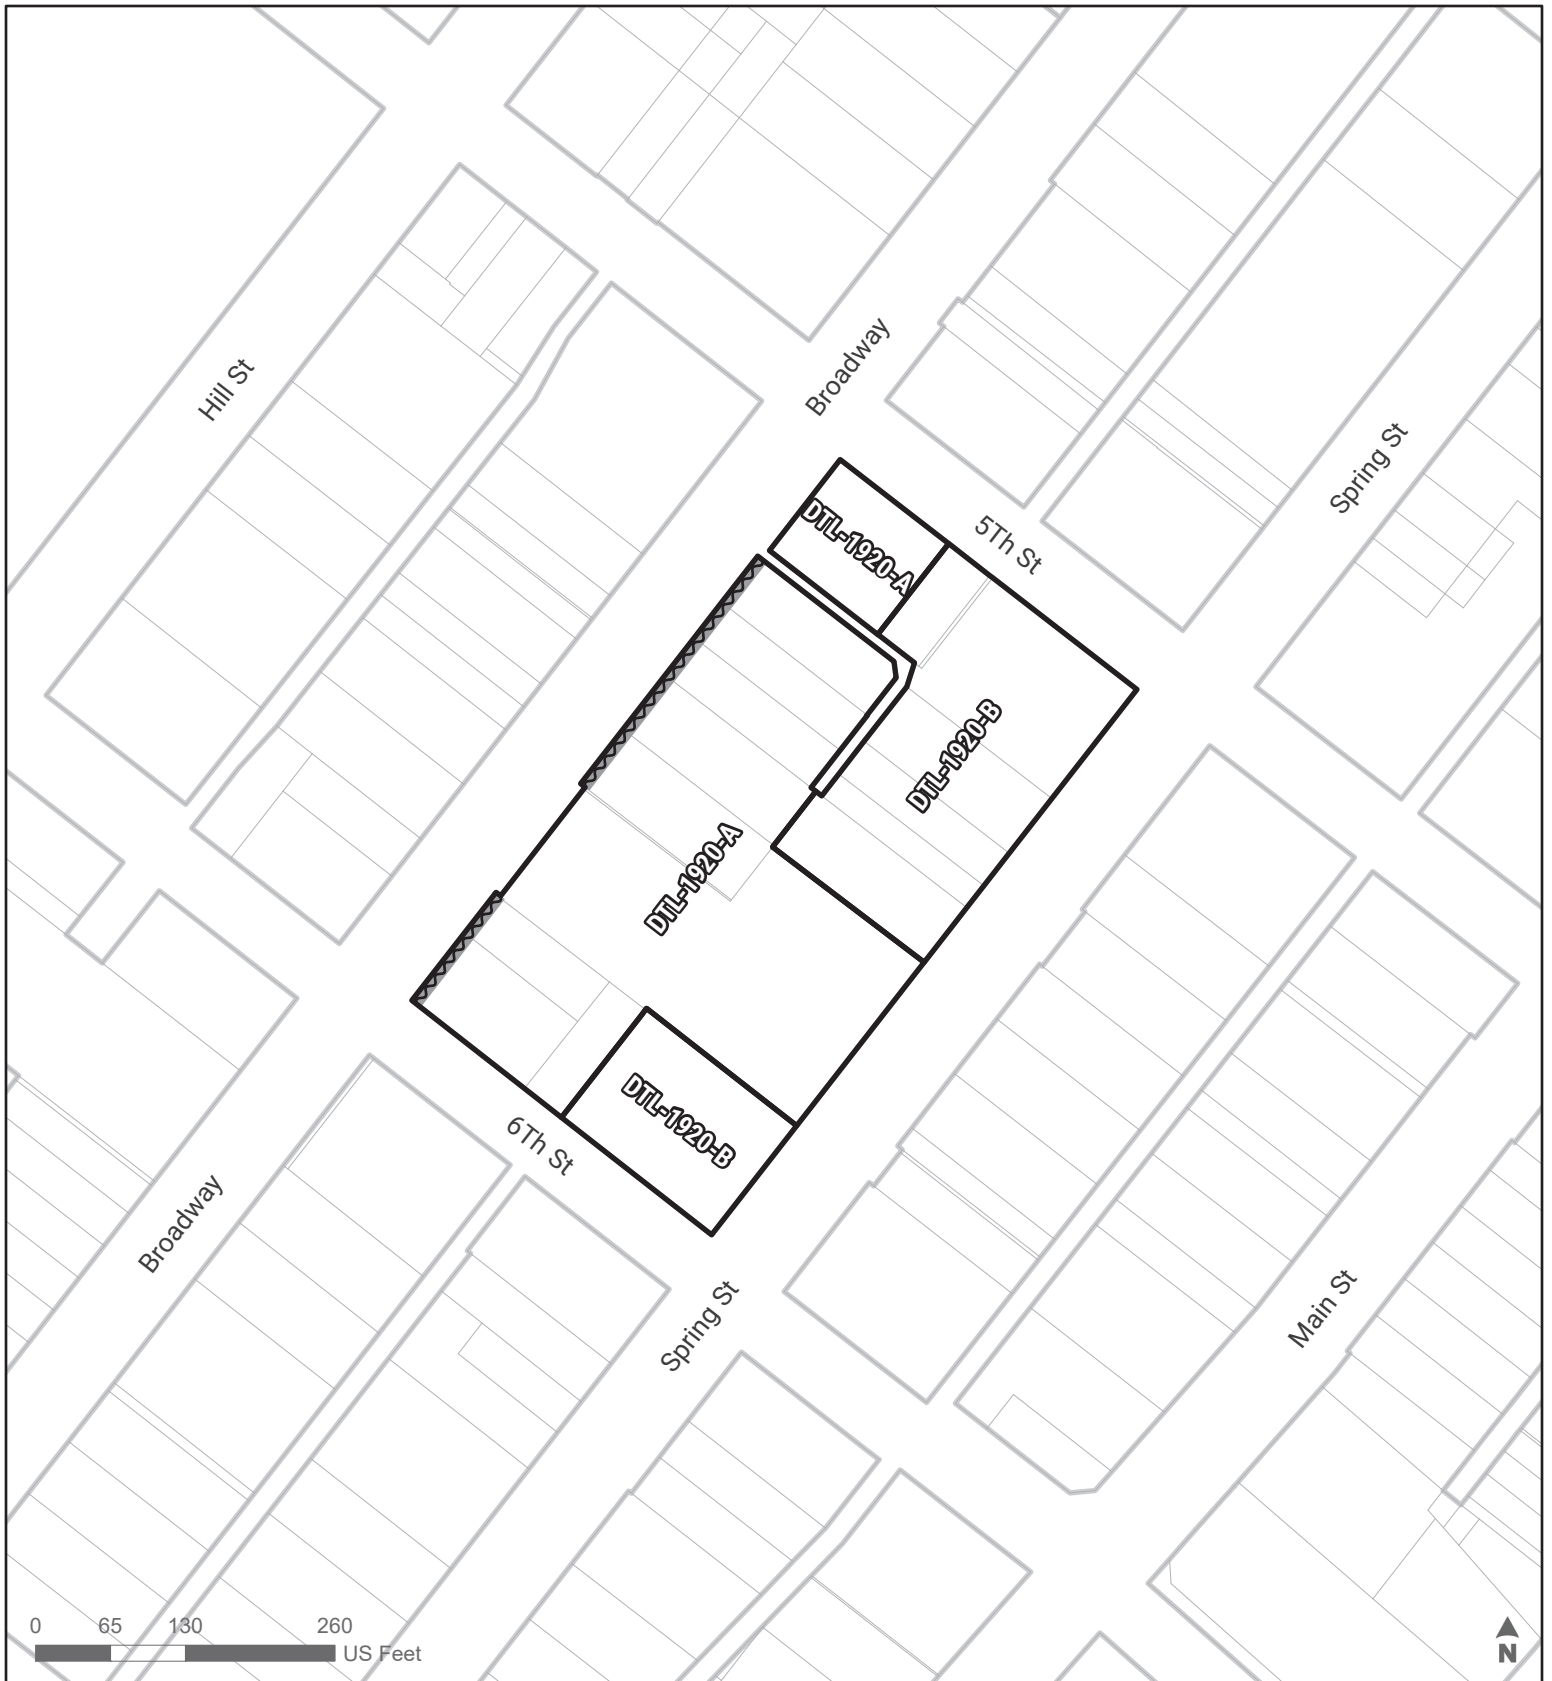 Broadway
Hill St
Spring St
5Th St
DTL-1920-A
DTL-1920-B
DTL-1920-A
DTL-1920-B
6Th St
Broadway
Spring St
Main St
0 65 130 260
US Feet
N